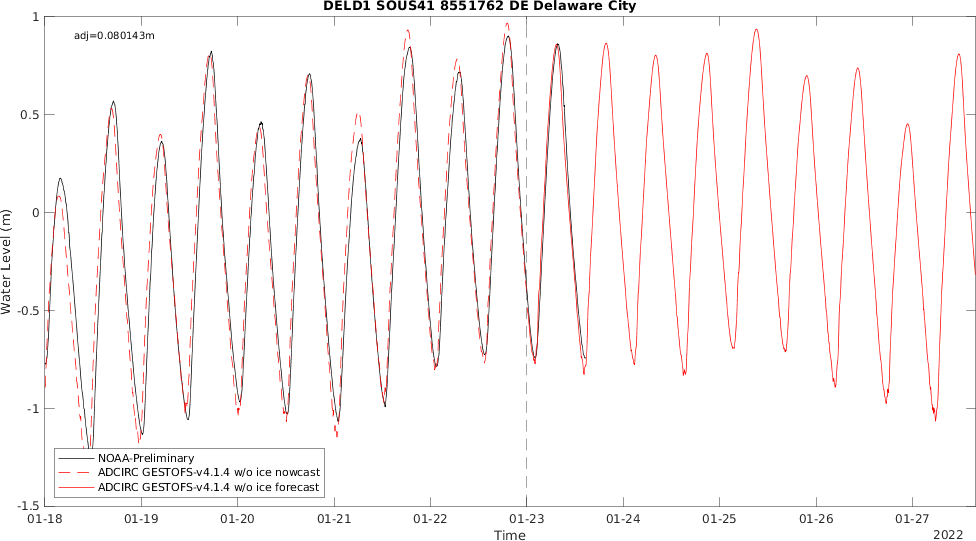 DELD1 SOUS41 8551762 DE Delaware City
adj=0.080143m
1
0.5
0
-0.5
-1
-1.5
Water Level (m)
NOAA-Preliminary
ADCIRC GESTOFS-v4.1.4 w/o ice nowcast
ADCIRC GESTOFS-v4.1.4 w/o ice forecast
01-18 01-19 01-20 01-21 01-22 01-23 01-24 01-25 01-26 01-27
Time
2022